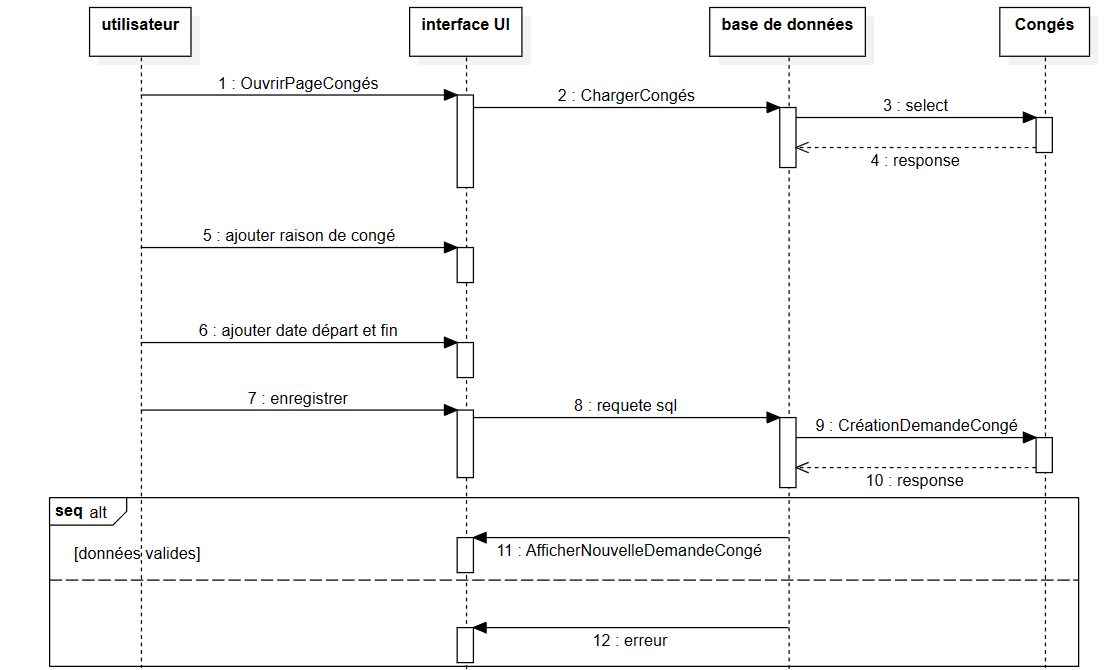 utilisateur
interface UI
base de données
Congés
1 : OuvrirPageCongés
2 : ChargerCongés
3 : select
4 : response
5 : ajouter raison de congé
6 : ajouter date départ et fin
7 : enregistrer
8 : requete sql
9 : CréationDemandeCongé
10 : response
seq alt
[données valides]
11 : AfficherNouvelleDemandeCongé
12 : erreur